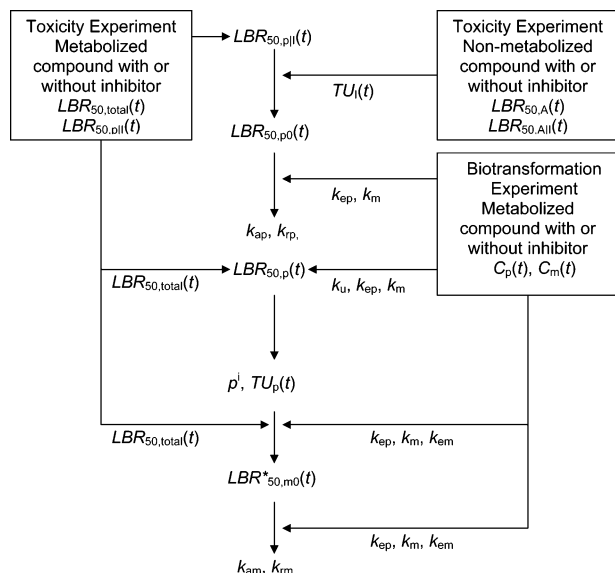 Toxicity Experiment
Metabolized
compound with or
without inhibitor
LBR50,total(t)
LBR50,p|I(t)
LBR50,p|I(t)
Toxicity Experiment
Non-metabolized
compound with or
without inhibitor
LBR50,A(t)
LBR50,A|I(t)
TUI(t)
LBR50,p0(t)
Biotransformation
Experiment
Metabolized
compound with or
without inhibitor
Cp(t), Cm(t)
kep, km
kap, krp,
LBR50,total(t)
LBR50,p(t)
ku, kep, km
pi, TUp(t)
LBR50,total(t)
kep, km, kem
LBR*50,m0(t)
kep, km, kem
kam, krm